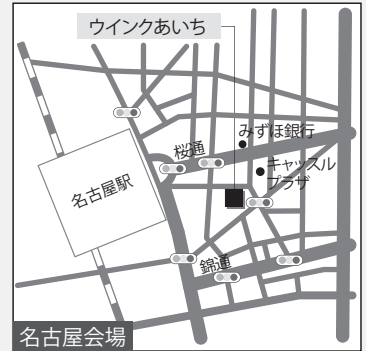 ウインクあいち
みずほ銀行
桜通
キャッスル
プラザ
名古屋駅
錦通
名古屋会場